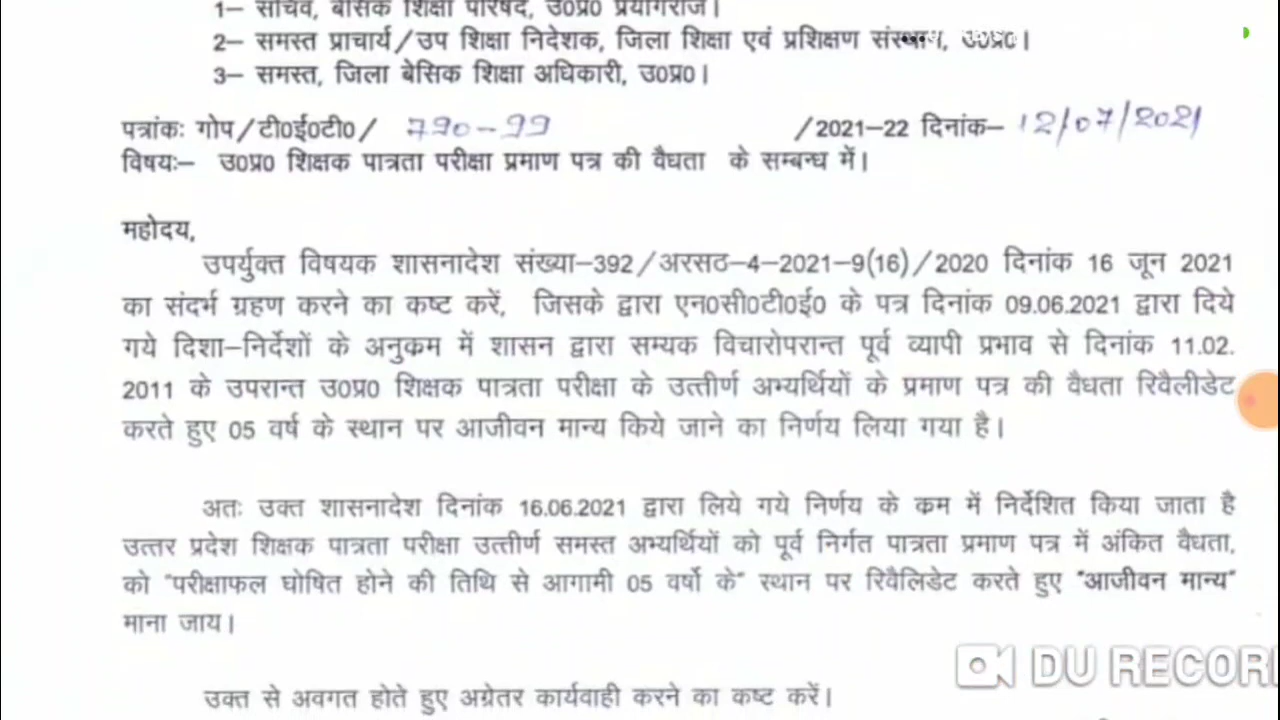 1– सचिव, बेसिक शिक्षा परिषद, उ0प्र0 प्रयागराज।
2– समस्त प्राचार्य/उप शिक्षा निदेशक, जिला शिक्षा एवं प्रशिक्षण संस्थान, उ0प्र0।
3– समस्त, जिला बेसिक शिक्षा अधिकारी, उ0प्र0।
पत्रांकः गोप/टी0ई0टी0/ 790-99 /2021–22 दिनांक– 12/07/2021
विषयः– उ0प्र0 शिक्षक पात्रता परीक्षा प्रमाण पत्र की वैधता के सम्बन्ध में।
महोदय,
उपर्युक्त विषयक शासनादेश संख्या–392/अरसठ–4–2021–9(16)/2020 दिनांक 16 जून 2021
का संदर्भ ग्रहण करने का कष्ट करें, जिसके द्वारा एन0सी0टी0ई0 के पत्र दिनांक 09.06.2021 द्वारा दिये
गये दिशा–निर्देशों के अनुकम में शासन द्वारा सम्यक विचारोपरान्त पूर्व व्यापी प्रभाव से दिनांक 11.02.
2011 के उपरान्त उ0प्र0 शिक्षक पात्रता परीक्षा के उत्तीर्ण अभ्यर्थियों के प्रमाण पत्र की वैधता रिवैलीडेट
करते हुए 05 वर्ष के स्थान पर आजीवन मान्य किये जाने का निर्णय लिया गया है।
अतः उक्त शासनादेश दिनांक 16.06.2021 द्वारा लिये गये निर्णय के कम में निर्देशित किया जाता है
उत्तर प्रदेश शिक्षक पात्रता परीक्षा उत्तीर्ण समस्त अभ्यर्थियों को पूर्व निर्गत पात्रता प्रमाण पत्र में अंकित वैधता,
को "परीक्षाफल घोषित होने की तिथि से आगामी 05 वर्षो के" स्थान पर रिवैलिडेट करते हुए "आजीवन मान्य"
माना जाय।
उक्त से अवगत होते हुए अग्रेतर कार्यवाही करने का कष्ट करें।
DU RECOR